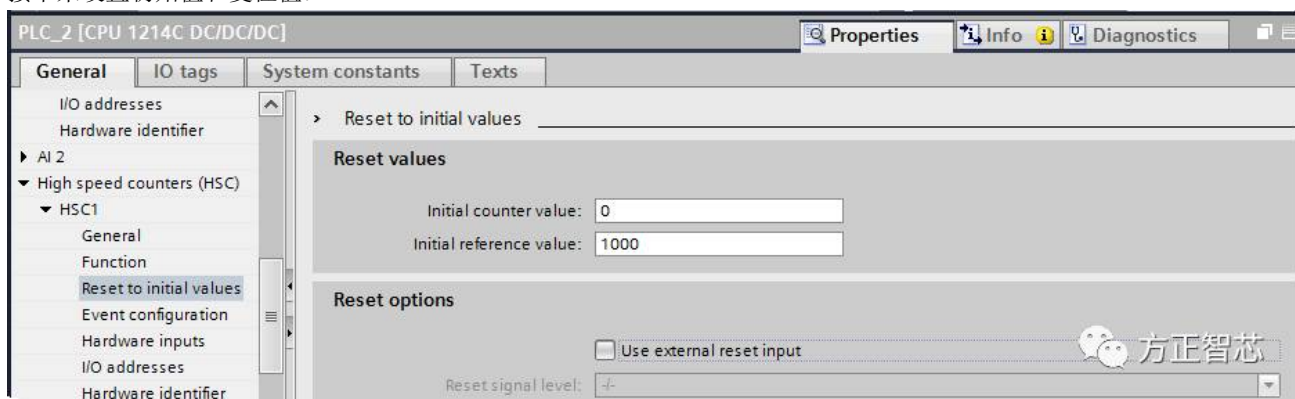 PLC_2 [CPU 1214C DC/DC/DC]
Properties
Info
Diagnostics
General
IO tags
System constants
Texts
I/O addresses
Hardware identifier
AI 2
High speed counters (HSC)
HSC1
General
Function
Reset to initial values
Event configuration
Hardware inputs
I/O addresses
Hardware identifier
Reset to initial values
Reset values
Initial counter value: 0
Initial reference value: 1000
Reset options
Use external reset input
Reset signal level: -/-
方正智芯